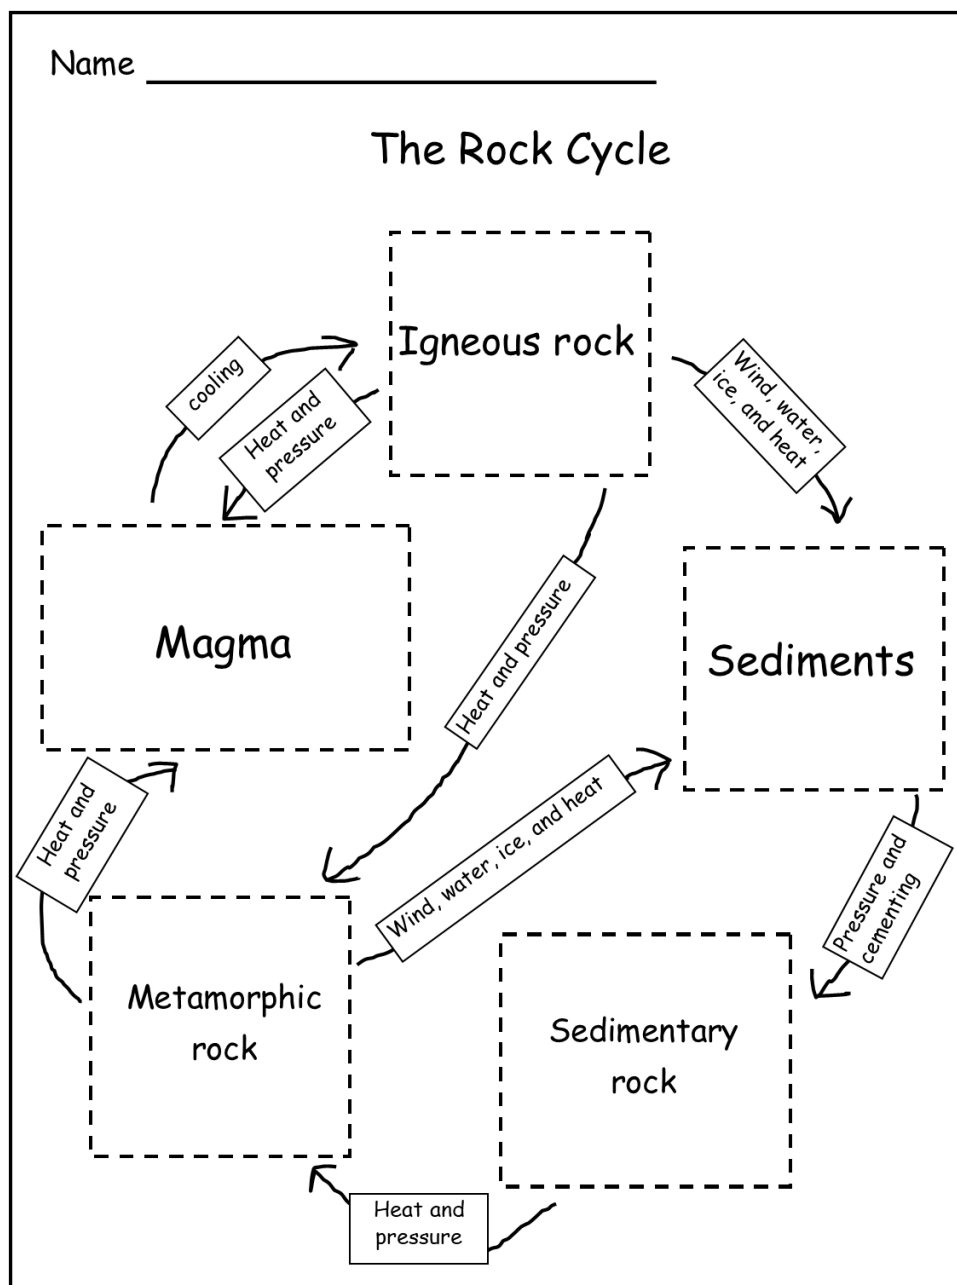 Name
The Rock Cycle
Igneous rock
cooling
Heat and
pressure
Wind, water,
ice, and heat
Magma
Heat and pressure
Sediments
Heat and
pressure
Wind, water, ice, and heat
Pressure and
cementing
Metamorphic
rock
Sedimentary
rock
Heat and
pressure